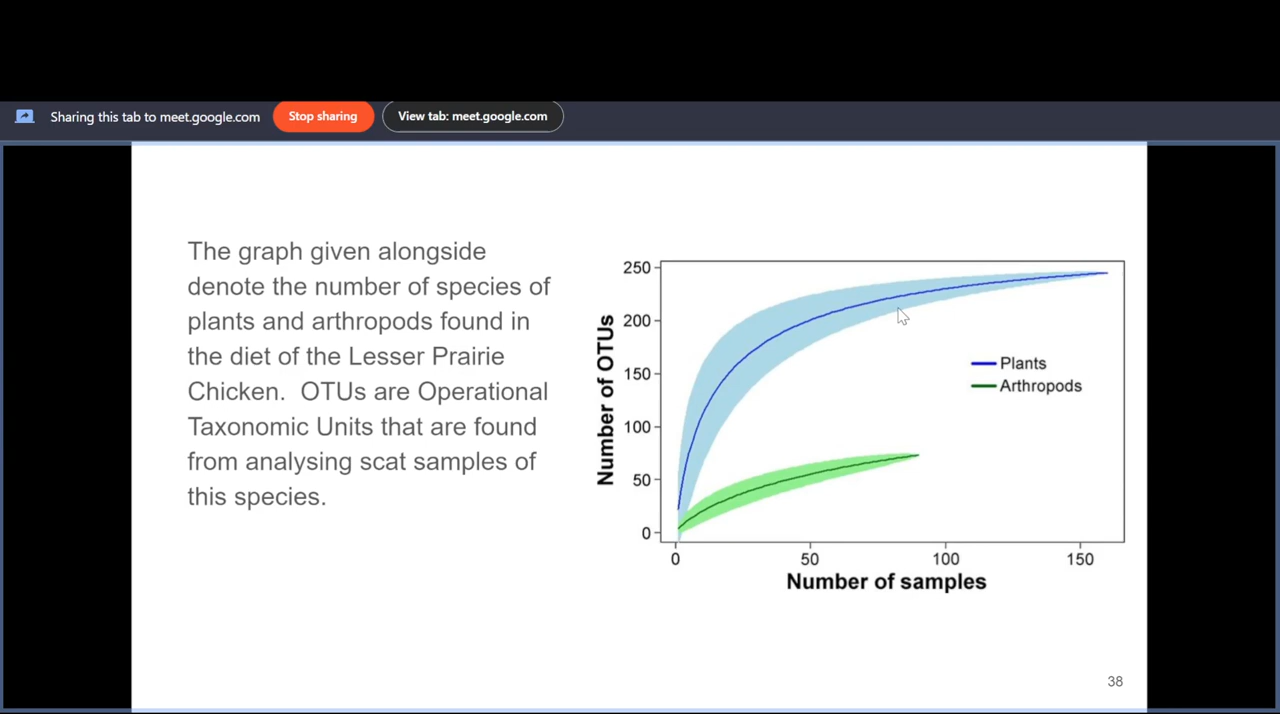 Sharing this tab to meet.google.com
Stop sharing
View tab: meet.google.com
The graph given alongside
denote the number of species of
plants and arthropods found in
the diet of the Lesser Prairie
Chicken.  OTUs are Operational
Taxonomic Units that are found
from analysing scat samples of
this species.
Number of OTUs
250
200
150
100
50
0
Plants
Arthropods
0
50
100
150
Number of samples
38